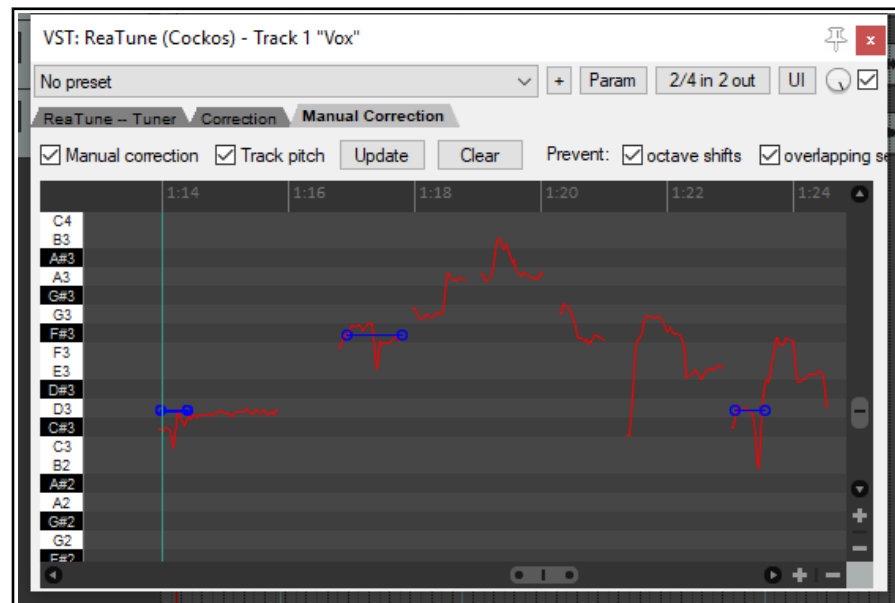 VST: ReaTune (Cockos) - Track 1 "Vox"
x
No preset + Param 2/4 in 2 out UI
ReaTune -- Tuner Correction Manual Correction
Manual correction Track pitch Update Clear Prevent: octave shifts overlapping se
1:14 1:16 1:18 1:20 1:22 1:24
C4
B3
A#3
A3
G#3
G3
F#3
F3
E3
D#3
D3
C#3
C3
B2
A#2
A2
G#2
G2
F#2